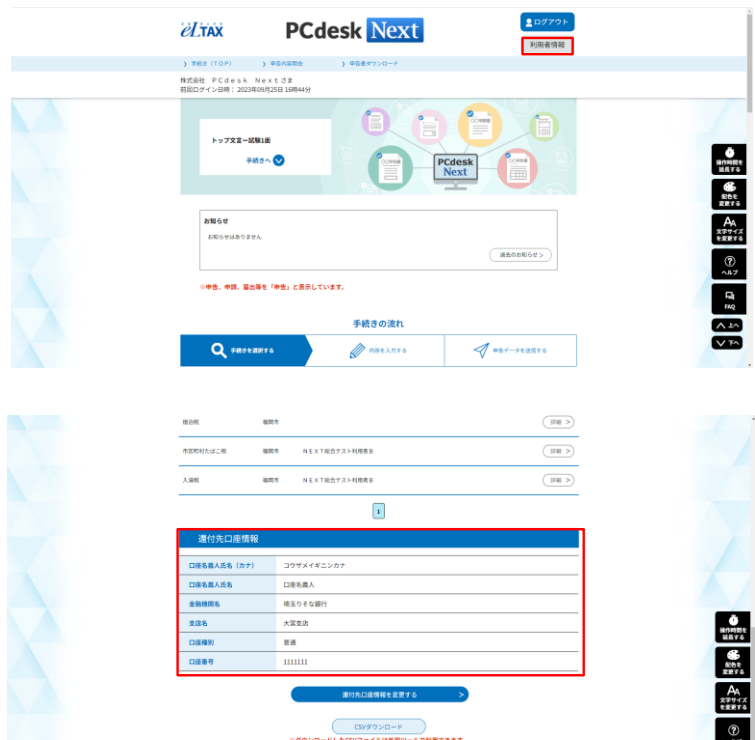 eLTAX
PCdesk Next
ログアウト
利用者情報
手続き（TOP）
申告内容照会
申告書ダウンロード
株式会社 PCdesk Nextさま
前回ログイン日時：2023年09月25日 16時44分
トップ文言ー試験1面
手続きへ
PCdesk
Next
お知らせ
お知らせはありません
過去のお知らせ >
※申告、申請、届出等を「申告」と表示しています。
手続きの流れ
手続きを選択する
内容を入力する
申告データを送信する
操作時間を
延長する
配色を
変更する
文字サイズ
を変更する
ヘルプ
FAQ
上へ
下へ
宿泊税 福岡市 詳細 >
市区町村たばこ税 福岡市 NEXT総合テスト利用者B 詳細 >
入湯税 福岡市 NEXT総合テスト利用者B 詳細 >
1
還付先口座情報
口座名義人氏名（カナ） コウザメイギニンカナ
口座名義人氏名 口座名義人
金融機関名 埼玉りそな銀行
支店名 大宮支店
口座種別 普通
口座番号 1111111
還付先口座情報を変更する >
CSVダウンロード
操作時間を
延長する
配色を
変更する
文字サイズ
を変更する